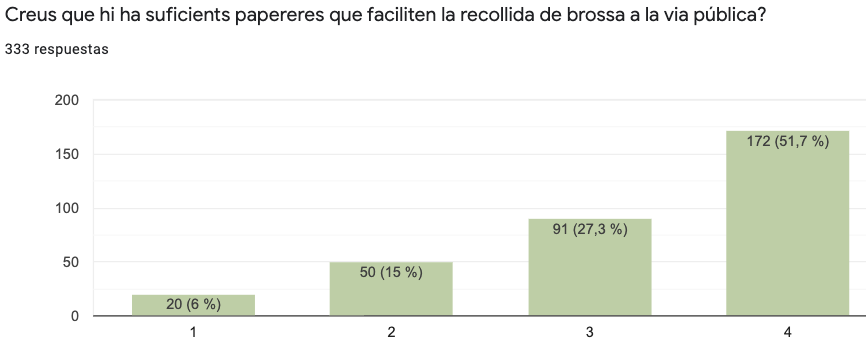 Creus que hi ha suficients papereres que faciliten la recollida de brossa a la via pública?
333 respuestas
200
150
100
50
0
20 (6 %)
50 (15 %)
91 (27,3 %)
172 (51,7 %)
1
2
3
4